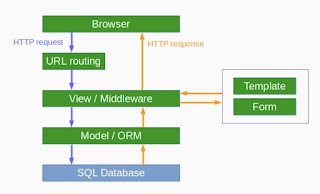 Browser
HTTP request
HTTP response
URL routing
View / Middleware
Template
Form
Model / ORM
SQL Database